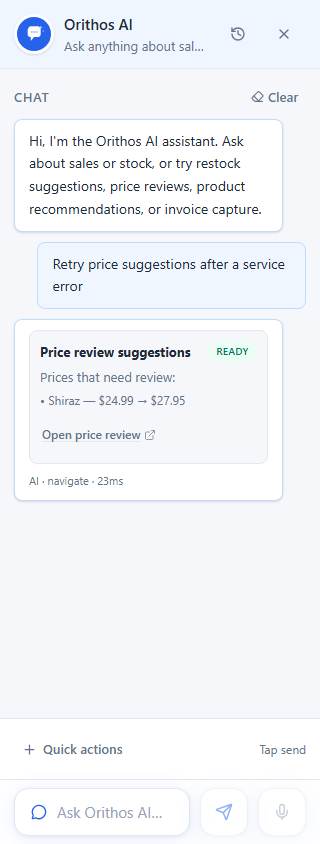 Orithos AI
Ask anything about sal...
CHAT
Clear
Hi, I'm the Orithos AI assistant. Ask
about sales or stock, or try restock
suggestions, price reviews, product
recommendations, or invoice capture.
Retry price suggestions after a service
error
Price review suggestions
READY
Prices that need review:
• Shiraz — $24.99 → $27.95
Open price review
AI · navigate · 23ms
Quick actions
Tap send
Ask Orithos AI...